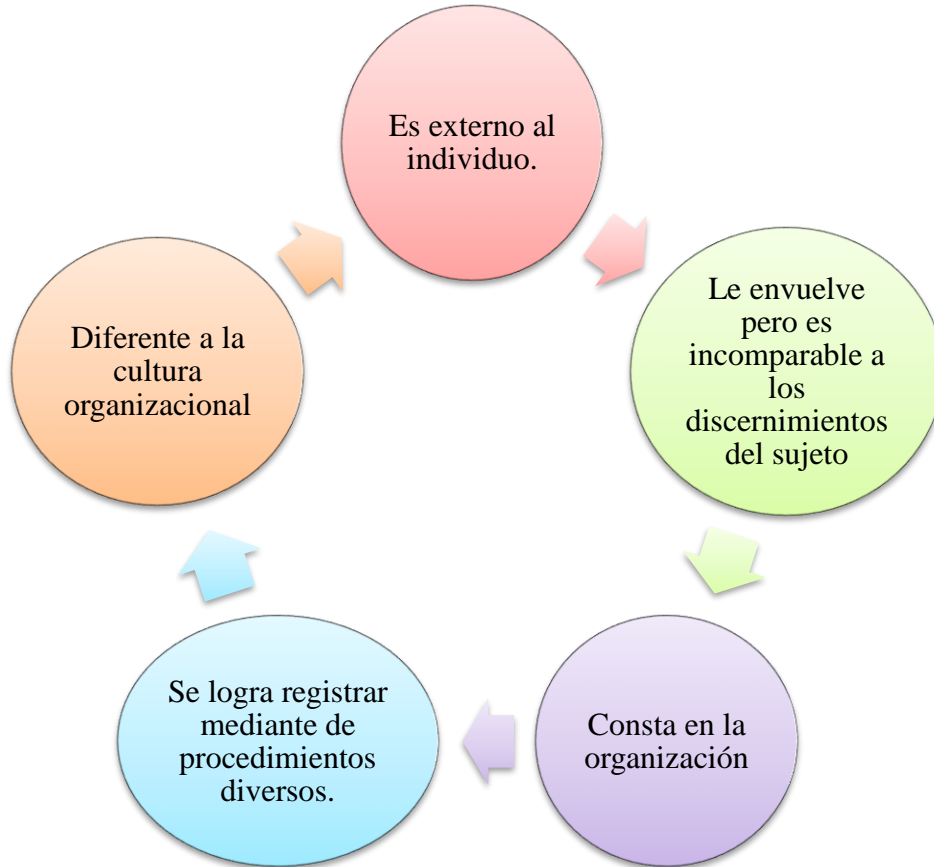 Es externo al
individuo.
Le envuelve
pero es
incomparable a
los
discernimientos
del sujeto
Consta en la
organización
Se logra registrar
mediante de
procedimientos
diversos.
Diferente a la
cultura
organizacional